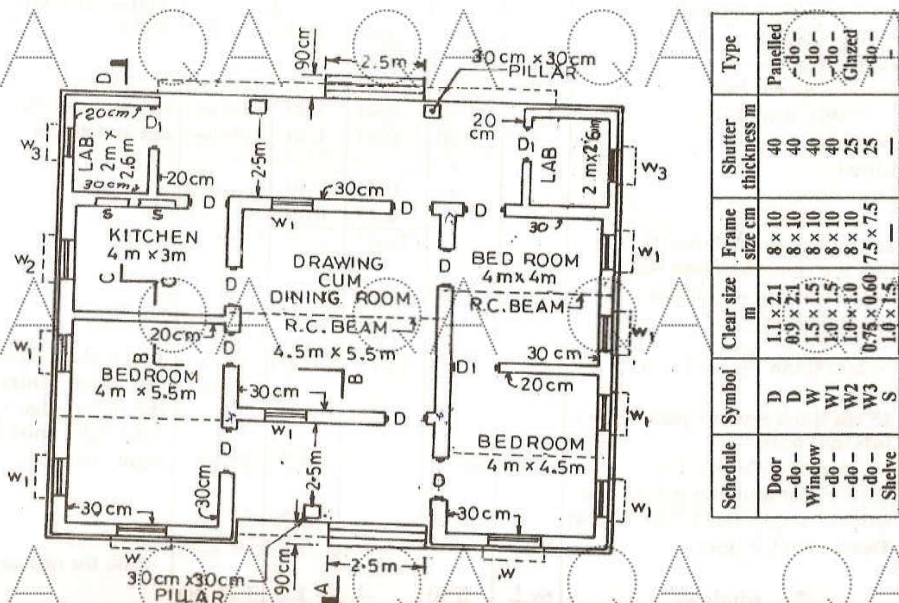 90cm
2.5m
30 cm x 30cm
PILLAR
D
20cm
D1
W3
LAB.
2m x
2.6m
30cm
20cm
2.5m
30cm
20
cm
D1
LAB
2m x 2.6m
W3
S
S
D
W1
D
D
D
30
KITCHEN
4 m x 3m
W2
C
C
D
DRAWING
CUM
DINING ROOM
R.C. BEAM
4.5m x 5.5m
D
BED ROOM
4m x 4m
R.C. BEAM
W1
W1
20cm
B
B
W1
BEDROOM
4m x 5.5m
D
30cm
W1
D
D1
30 cm
20cm
BEDROOM
4m x 4.5m
W1
W1
D
D
W1
30cm
30cm
W
2.5m
30cm x 30cm
PILLAR
90cm
2.5m
A
30cm
W
Schedule Symbol Clear size m Frame size cm Shutter thickness m Type
Door D 1.1 x 2.1 8 x 10 40 Panelled
- do - D 0.9 x 2.1 8 x 10 40 - do -
Window W 1.5 x 1.5 8 x 10 40 - do -
- do - W1 1.0 x 1.5 8 x 10 40 - do -
- do - W2 1.0 x 1.0 8 x 10 25 Glazed
- do - W3 0.75 x 0.60 7.5 x 7.5 25 - do -
Shelve S 1.0 x 1.5 — — —